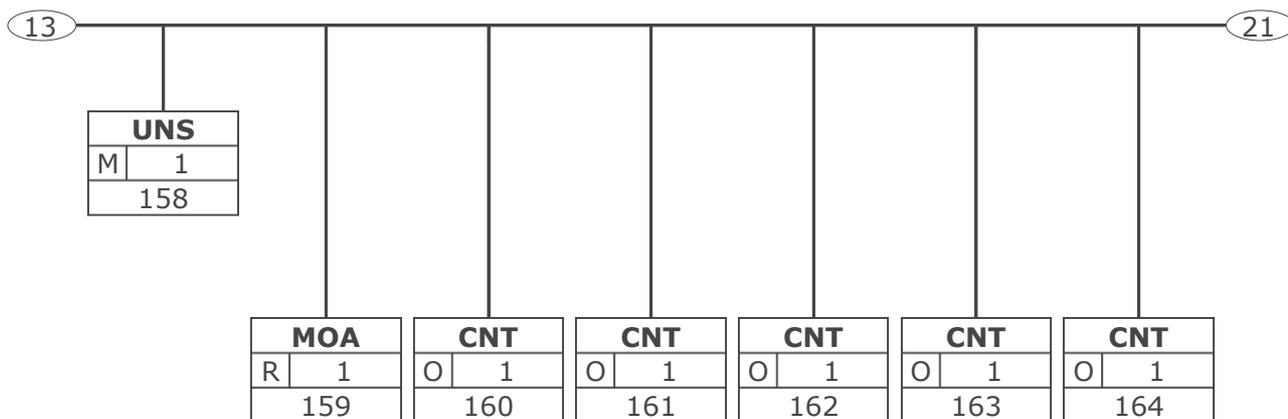 13
21
UNS
M 1
158
MOA CNT CNT CNT CNT CNT
R 1 O 1 O 1 O 1 O 1 O 1
159 160 161 162 163 164